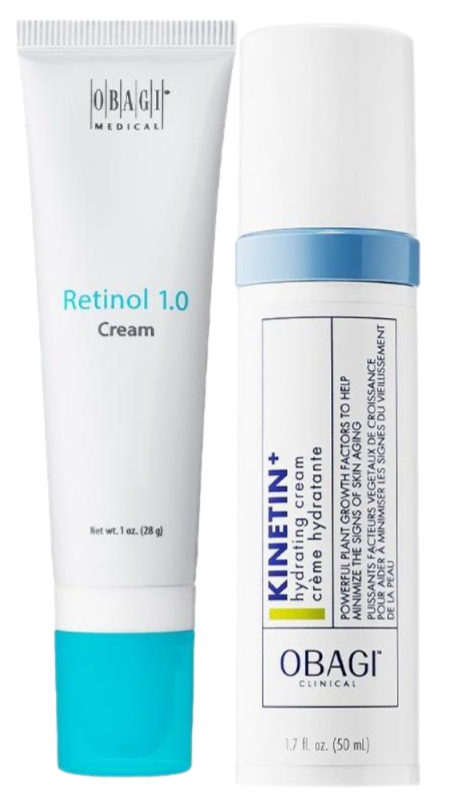 OBAGI
MEDICAL
Retinol 1.0
Cream
Net wt. 1 oz. (28 g)
KINETIN+
hydrating cream
crème hydratante
POWERFUL PLANT GROWTH FACTORS TO HELP
MINIMIZE THE SIGNS OF SKIN AGING
PUISSANTS FACTEURS VEGETAUX DE CROISSANCE
POUR AIDER À MINIMISER LES SIGNES DU VIEILLISSEMENT
DE LA PEAU
OBAGI™
CLINICAL
1.7 fl. oz. (50 mL)